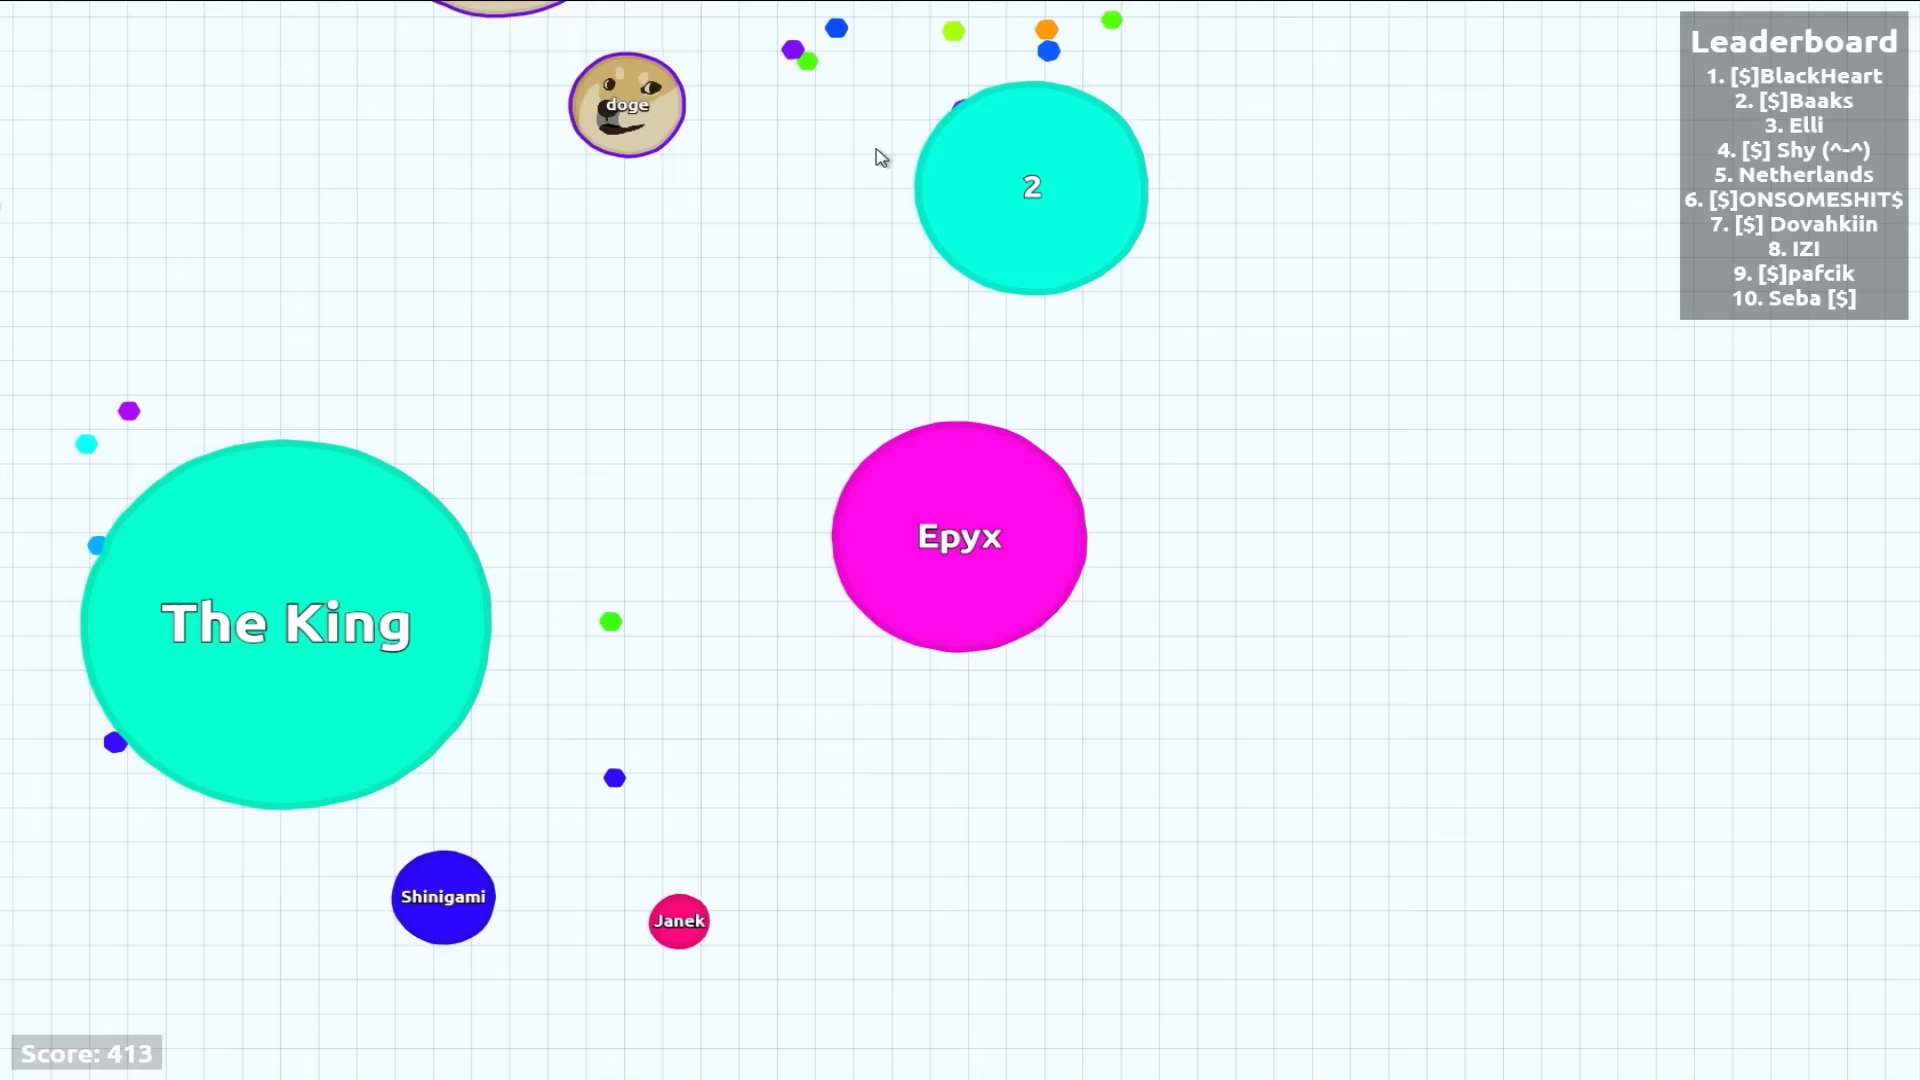 doge
2
Leaderboard
1. [$]BlackHeart
2. [$]Baaks
3. Elli
4. [$] Shy (^-^)
5. Netherlands
6. [$]ONSOMESHIT$
7. [$] Dovahkiin
8. IZI
9. [$]pafcik
10. Seba [$]
Epyx
The King
Shinigami
Janek
Score: 413